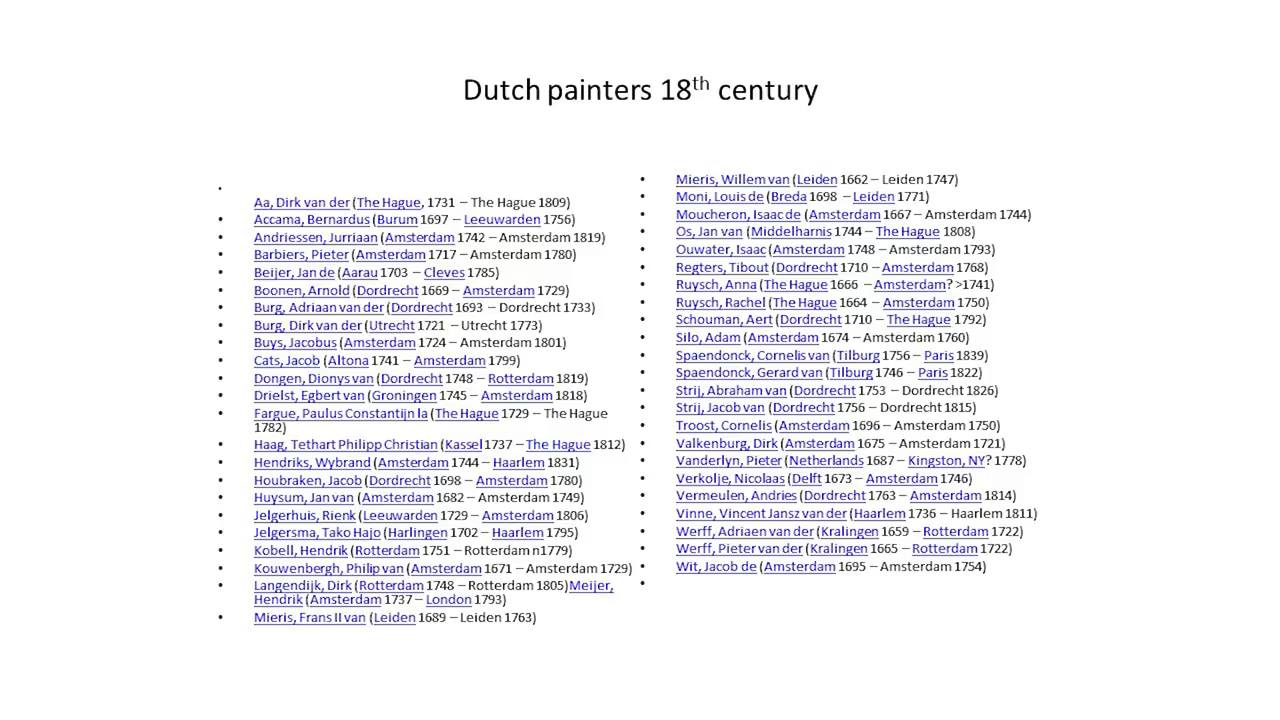 Dutch painters 18th century
•
Aa, Dirk van der (The Hague, 1731 – The Hague 1809)
• Accama, Bernardus (Burum 1697 – Leeuwarden 1756)
• Andriessen, Jurriaan (Amsterdam 1742 – Amsterdam 1819)
• Barbiers, Pieter (Amsterdam 1717 – Amsterdam 1780)
• Beijer, Jan de (Aarau 1703 – Cleves 1785)
• Boonen, Arnold (Dordrecht 1669 – Amsterdam 1729)
• Burg, Adriaan van der (Dordrecht 1693 – Dordrecht 1733)
• Burg, Dirk van der (Utrecht 1721 – Utrecht 1773)
• Buys, Jacobus (Amsterdam 1724 – Amsterdam 1801)
• Cats, Jacob (Altona 1741 – Amsterdam 1799)
• Dongen, Dionys van (Dordrecht 1748 – Rotterdam 1819)
• Drielst, Egbert van (Groningen 1745 – Amsterdam 1818)
• Fargue, Paulus Constantijn la (The Hague 1729 – The Hague
1782)
• Haag, Tethart Philipp Christian (Kassel 1737 – The Hague 1812)
• Hendriks, Wybrand (Amsterdam 1744 – Haarlem 1831)
• Houbraken, Jacob (Dordrecht 1698 – Amsterdam 1780)
• Huysum, Jan van (Amsterdam 1682 – Amsterdam 1749)
• Jelgerhuis, Rienk (Leeuwarden 1729 – Amsterdam 1806)
• Jelgersma, Tako Hajo (Harlingen 1702 – Haarlem 1795)
• Kobell, Hendrik (Rotterdam 1751 – Rotterdam n1779)
• Kouwenbergh, Philip van (Amsterdam 1671 – Amsterdam 1729)
• Langendijk, Dirk (Rotterdam 1748 – Rotterdam 1805)Meijer,
Hendrik (Amsterdam 1737 – London 1793)
• Mieris, Frans II van (Leiden 1689 – Leiden 1763)
• Mieris, Willem van (Leiden 1662 – Leiden 1747)
• Moni, Louis de (Breda 1698 – Leiden 1771)
• Moucheron, Isaac de (Amsterdam 1667 – Amsterdam 1744)
• Os, Jan van (Middelharnis 1744 – The Hague 1808)
• Ouwater, Isaac (Amsterdam 1748 – Amsterdam 1793)
• Regters, Tibout (Dordrecht 1710 – Amsterdam 1768)
• Ruysch, Anna (The Hague 1666 – Amsterdam? >1741)
• Ruysch, Rachel (The Hague 1664 – Amsterdam 1750)
• Schouman, Aert (Dordrecht 1710 – The Hague 1792)
• Silo, Adam (Amsterdam 1674 – Amsterdam 1760)
• Spaendonck, Cornelis van (Tilburg 1756 – Paris 1839)
• Spaendonck, Gerard van (Tilburg 1746 – Paris 1822)
• Strij, Abraham van (Dordrecht 1753 – Dordrecht 1826)
• Strij, Jacob van (Dordrecht 1756 – Dordrecht 1815)
• Troost, Cornelis (Amsterdam 1696 – Amsterdam 1750)
• Valkenburg, Dirk (Amsterdam 1675 – Amsterdam 1721)
• Vanderlyn, Pieter (Netherlands 1687 – Kingston, NY? 1778)
• Verkolje, Nicolaas (Delft 1673 – Amsterdam 1746)
• Vermeulen, Andries (Dordrecht 1763 – Amsterdam 1814)
• Vinne, Vincent Jansz van der (Haarlem 1736 – Haarlem 1811)
• Werff, Adriaen van der (Kralingen 1659 – Rotterdam 1722)
• Werff, Pieter van der (Kralingen 1665 – Rotterdam 1722)
• Wit, Jacob de (Amsterdam 1695 – Amsterdam 1754)
•